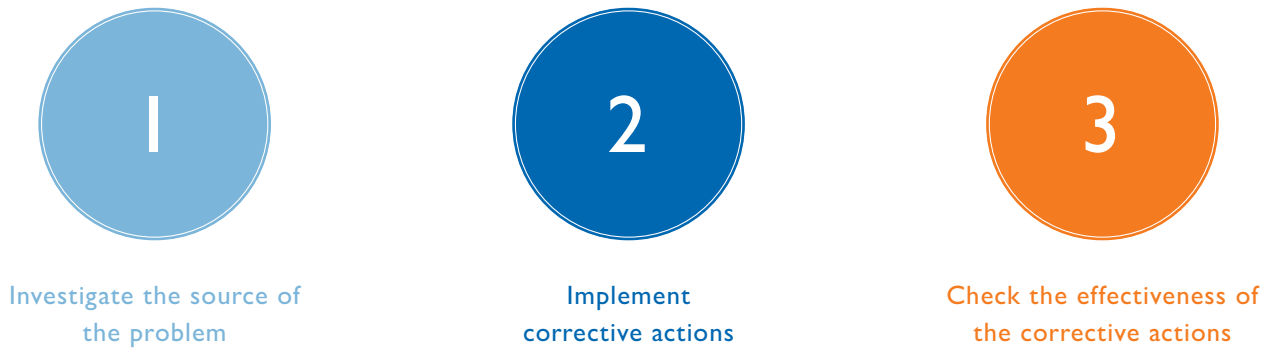 1
Investigate the source of
the problem
2
Implement
corrective actions
3
Check the effectiveness of
the corrective actions